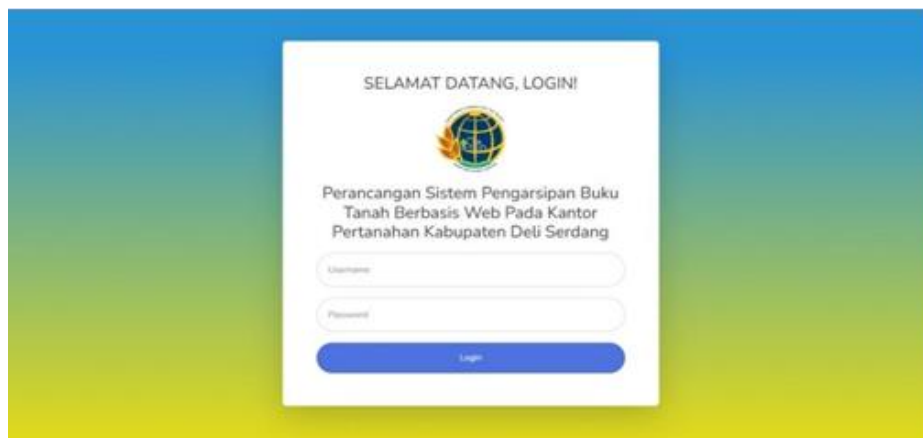 SELAMAT DATANG, LOGIN!
Perancangan Sistem Pengarsipan Buku
Tanah Berbasis Web Pada Kantor
Pertanahan Kabupaten Deli Serdang
Username
Password
Login